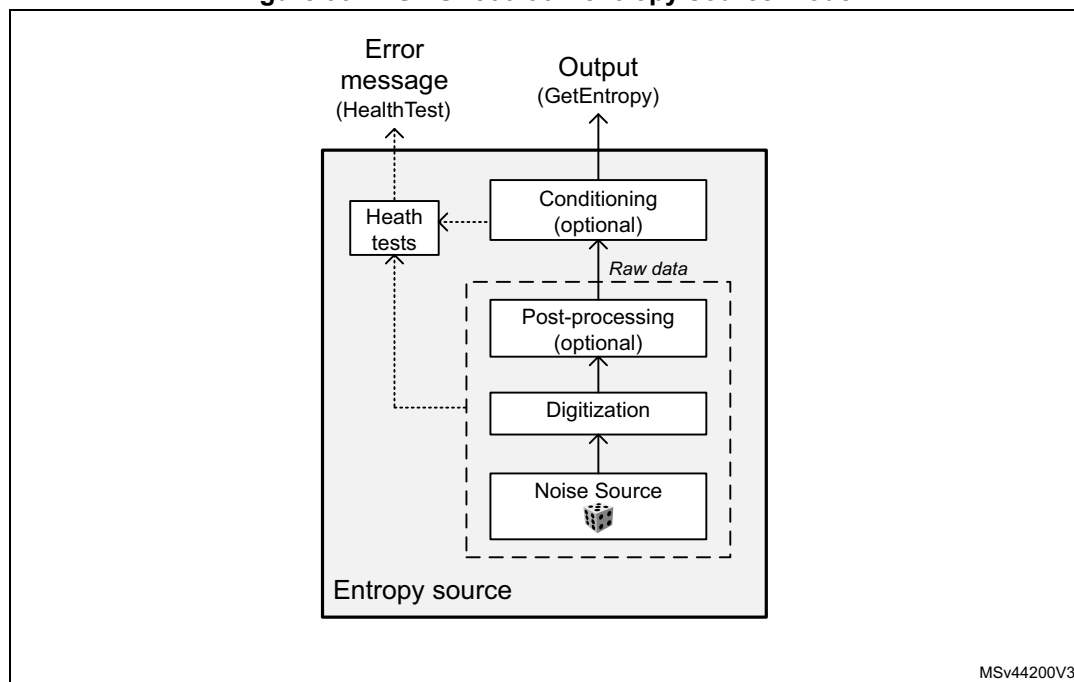 Error
message
(HealthTest)
Output
(GetEntropy)
Conditioning
(optional)
Heath
tests
Raw data
Post-processing
(optional)
Digitization
Noise Source
Entropy source
MSv44200V3